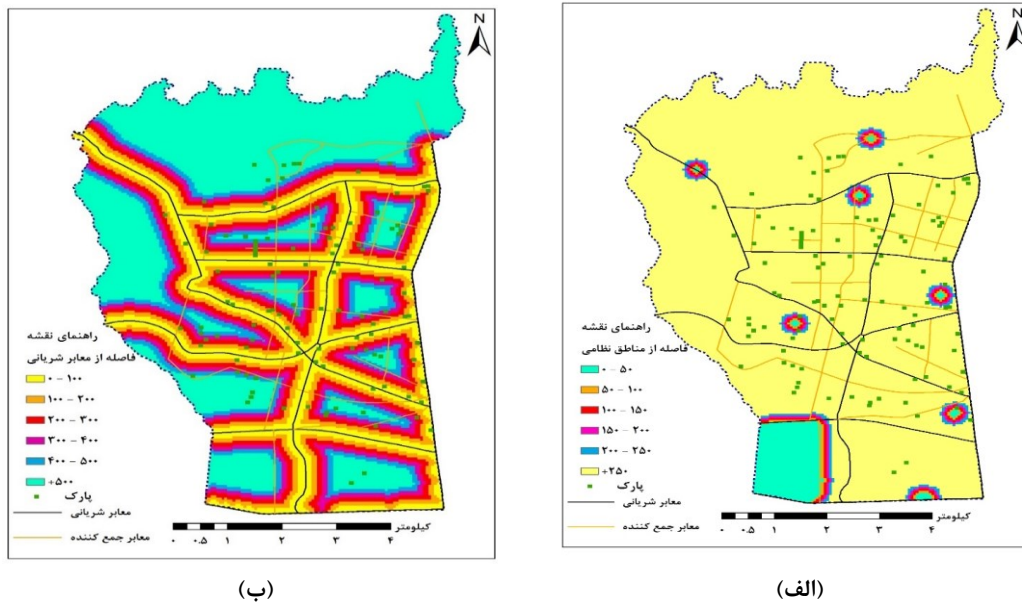 N
راهنمای نقشه
فاصله از مناطق نظامی
۰ - ۵۰
۵۰ - ۱۰۰
۱۰۰ - ۱۵۰
۱۵۰ - ۲۰۰
۲۰۰ - ۲۵۰
+۲۵۰
پارک
معابر شریانی
معابر جمع کننده
کیلومتر
۰ ۰.۵ ۱ ۲ ۳ ۴
(الف)
N
راهنمای نقشه
فاصله از معابر شریانی
۰ - ۱۰۰
۱۰۰ - ۲۰۰
۲۰۰ - ۳۰۰
۳۰۰ - ۴۰۰
۴۰۰ - ۵۰۰
+۵۰۰
پارک
معابر شریانی
معابر جمع کننده
کیلومتر
۰ ۰.۵ ۱ ۲ ۳ ۴
(ب)